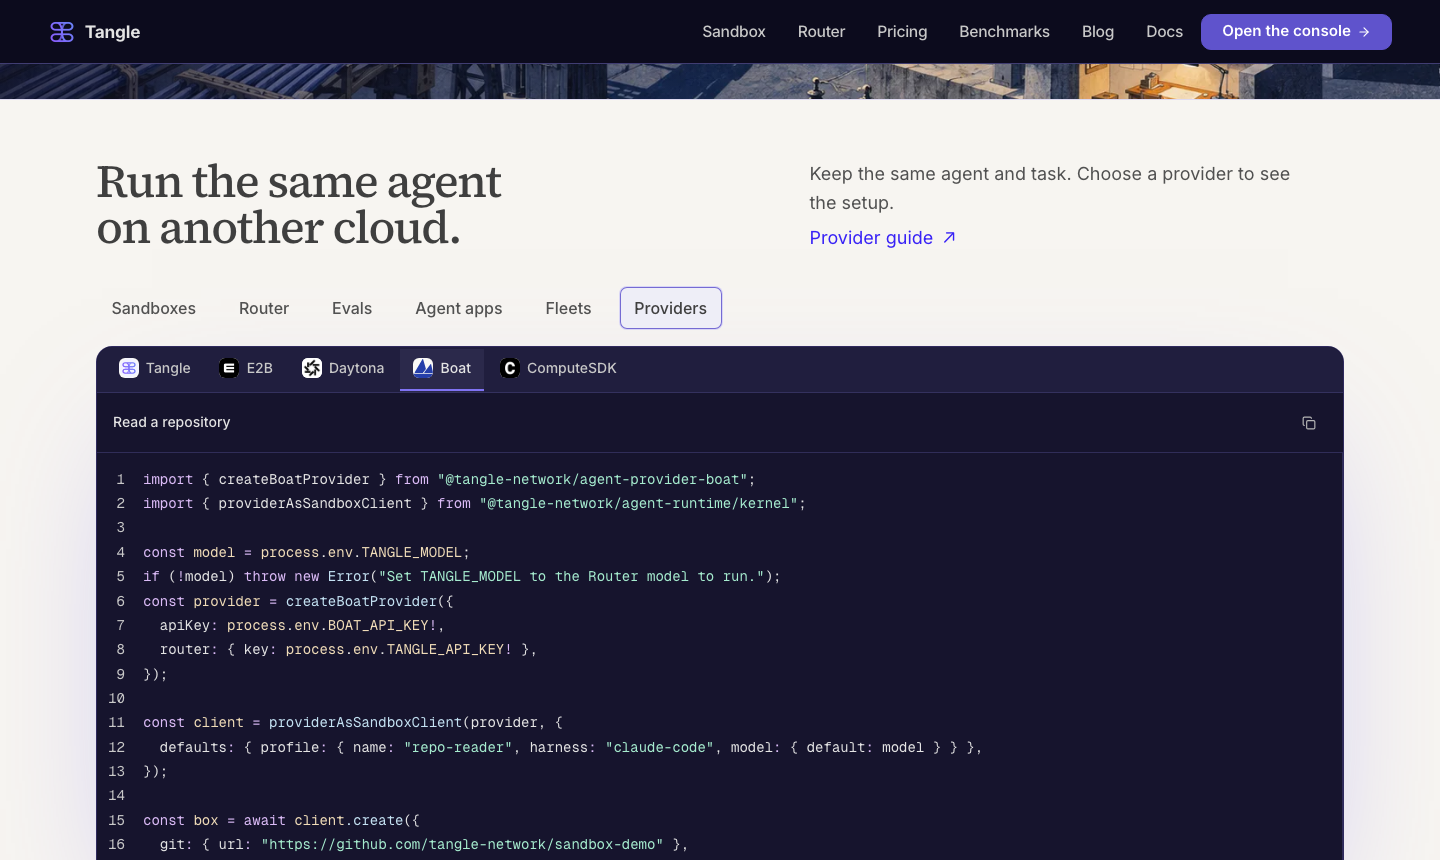 Tangle
Sandbox Router Pricing Benchmarks Blog Docs Open the console →
Run the same agent
on another cloud.
Keep the same agent and task. Choose a provider to see
the setup.
Provider guide ↗
Sandboxes Router Evals Agent apps Fleets Providers
Tangle E2B Daytona Boat ComputeSDK
Read a repository
1 import { createBoatProvider } from "@tangle-network/agent-provider-boat";
2 import { providerAsSandboxClient } from "@tangle-network/agent-runtime/kernel";
3
4 const model = process.env.TANGLE_MODEL;
5 if (!model) throw new Error("Set TANGLE_MODEL to the Router model to run.");
6 const provider = createBoatProvider({
7   apiKey: process.env.BOAT_API_KEY!,
8   router: { key: process.env.TANGLE_API_KEY! },
9 });
10
11 const client = providerAsSandboxClient(provider, {
12   defaults: { profile: { name: "repo-reader", harness: "claude-code", model: { default: model } } },
13 });
14
15 const box = await client.create({
16   git: { url: "https://github.com/tangle-network/sandbox-demo" },